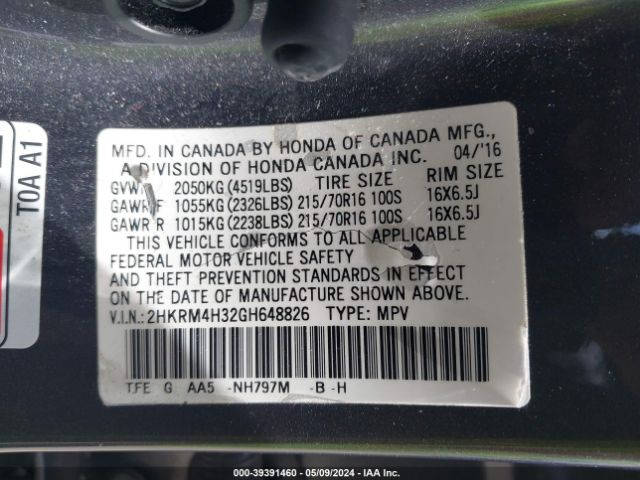 MFD. IN CANADA BY HONDA OF CANADA MFG.,
A DIVISION OF HONDA CANADA INC. 04/'16
GVW 2050KG (4519LBS) TIRE SIZE RIM SIZE
GAWR F 1055KG (2326LBS) 215/70R16 100S 16X6.5J
GAWR R 1015KG (2238LBS) 215/70R16 100S 16X6.5J
THIS VEHICLE CONFORMS TO ALL APPLICABLE
FEDERAL MOTOR VEHICLE SAFETY
AND THEFT PREVENTION STANDARDS IN EFFECT
ON THE DATE OF MANUFACTURE SHOWN ABOVE.
V.I.N.: 2HKRM4H32GH648826 TYPE: MPV
TFE G AA5 -NH797M -B -H
T0A A1
000-39391460 - 05/09/2024 - IAA Inc.